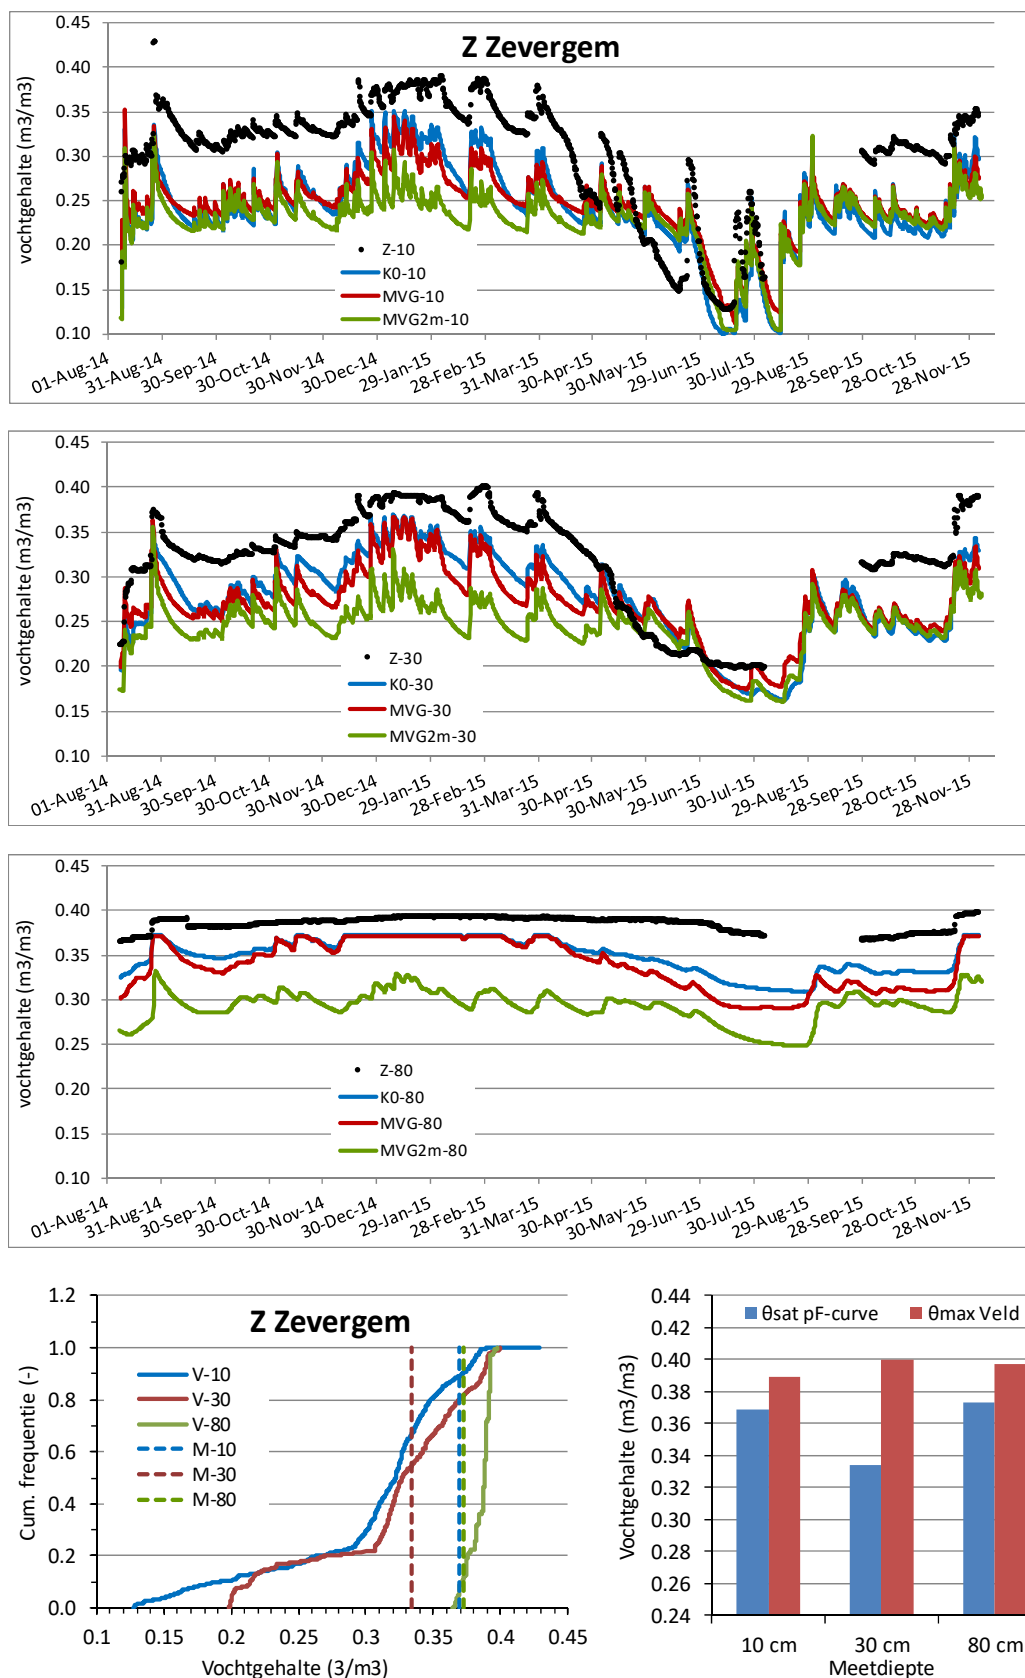 Z Zevergem
vochtgehalte (m3/m3)
0.45
0.40
0.35
0.30
0.25
0.20
0.15
0.10
Z-10
K0-10
MVG-10
MVG2m-10
01-Aug-14
31-Aug-14
30-Sep-14
30-Oct-14
30-Nov-14
30-Dec-14
29-Jan-15
28-Feb-15
31-Mar-15
30-Apr-15
30-May-15
29-Jun-15
30-Jul-15
29-Aug-15
28-Sep-15
28-Oct-15
28-Nov-15
vochtgehalte (m3/m3)
0.45
0.40
0.35
0.30
0.25
0.20
0.15
0.10
Z-30
K0-30
MVG-30
MVG2m-30
01-Aug-14
31-Aug-14
30-Sep-14
30-Oct-14
30-Nov-14
30-Dec-14
29-Jan-15
28-Feb-15
31-Mar-15
30-Apr-15
30-May-15
29-Jun-15
30-Jul-15
29-Aug-15
28-Sep-15
28-Oct-15
28-Nov-15
vochtgehalte (m3/m3)
0.45
0.40
0.35
0.30
0.25
0.20
0.15
0.10
Z-80
K0-80
MVG-80
MVG2m-80
01-Aug-14
31-Aug-14
30-Sep-14
30-Oct-14
30-Nov-14
30-Dec-14
29-Jan-15
28-Feb-15
31-Mar-15
30-Apr-15
30-May-15
29-Jun-15
30-Jul-15
29-Aug-15
28-Sep-15
28-Oct-15
28-Nov-15
Z Zevergem
Cum. frequentie (-)
1.2
1.0
0.8
0.6
0.4
0.2
0.0
V-10
V-30
V-80
M-10
M-30
M-80
0.1 0.15 0.2 0.25 0.3 0.35 0.4 0.45
Vochtgehalte (3/m3)
θsat pF-curve θmax Veld
Vochtgehalte (m3/m3)
0.44
0.42
0.40
0.38
0.36
0.34
0.32
0.30
0.28
0.26
0.24
10 cm 30 cm 80 cm
Meetdiepte